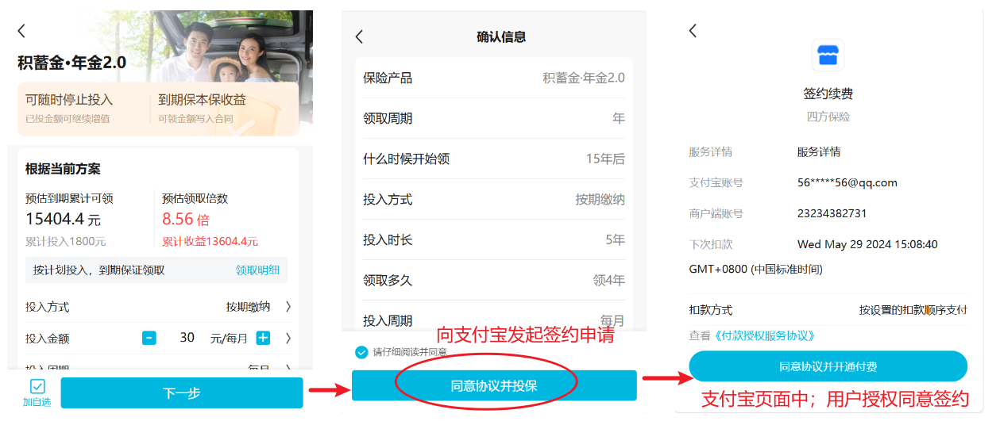 积蓄金·年金2.0
可随时停止投入
到期保本保收益
已投金额可继续增值
可领金额写入合同
根据当前方案
预估到期累计可领
预估领取倍数
15404.4 元
8.56 倍
累计投入1800元
累计收益13604.4元
按计划投入，到期保证领取
领取明细
投入方式
按期缴纳
投入金额
30
元/每月
投入周期
每月
加自选
下一步
确认信息
保险产品
积蓄金·年金2.0
领取周期
年
什么时候开始领
15年后
投入方式
按期缴纳
投入时长
5年
领取多久
领4年
投入周期
每月
向支付宝发起签约申请
请仔细阅读并同意
同意协议并投保
签约续费
四方保险
服务详情
服务详情
支付宝账号
56*****56@qq.com
商户端账号
23234382731
下次扣款
Wed May 29 2024 15:08:40
GMT+0800 (中国标准时间)
扣款方式
按设置的扣款顺序支付
查看《付款授权服务协议》
同意协议并开通付费
支付宝页面中；用户授权同意签约